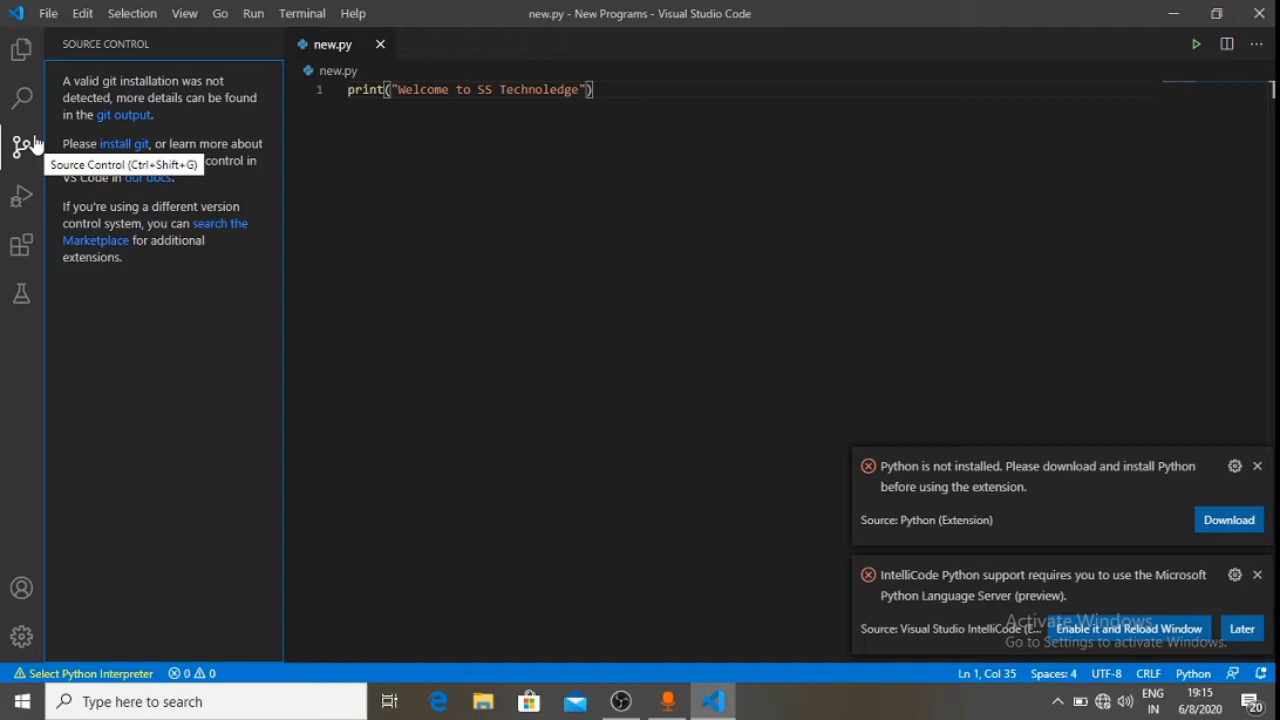 File Edit Selection View Go Run Terminal Help
new.py - New Programs - Visual Studio Code
SOURCE CONTROL
A valid git installation was not
detected, more details can be found
in the git output.
Please install git, or learn more about
control in
Source Control (Ctrl+Shift+G)
VS Code in our docs.
If you're using a different version
control system, you can search the
Marketplace for additional
extensions.
new.py
new.py
1 print("Welcome to SS Technoledge")
Python is not installed. Please download and install Python
before using the extension.
Source: Python (Extension)
Download
IntelliCode Python support requires you to use the Microsoft
Python Language Server (preview).
Source: Visual Studio IntelliCode (E...
Enable it and Reload Window
Later
Activate Windows
Go to Settings to activate Windows.
Select Python Interpreter 0 0
Ln 1, Col 35 Spaces: 4 UTF-8 CRLF Python
Type here to search
ENG
IN
19:15
6/8/2020
20